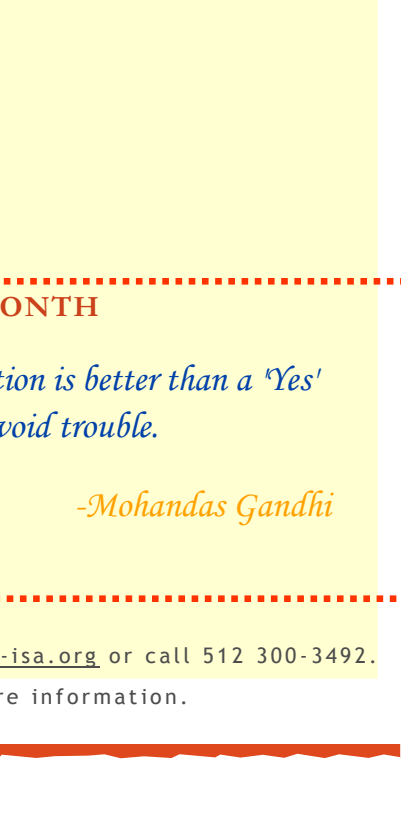 ONTH
tion is better than a 'Yes'
void trouble.
-Mohandas Gandhi
-isa.org or call 512 300-3492.
re information.